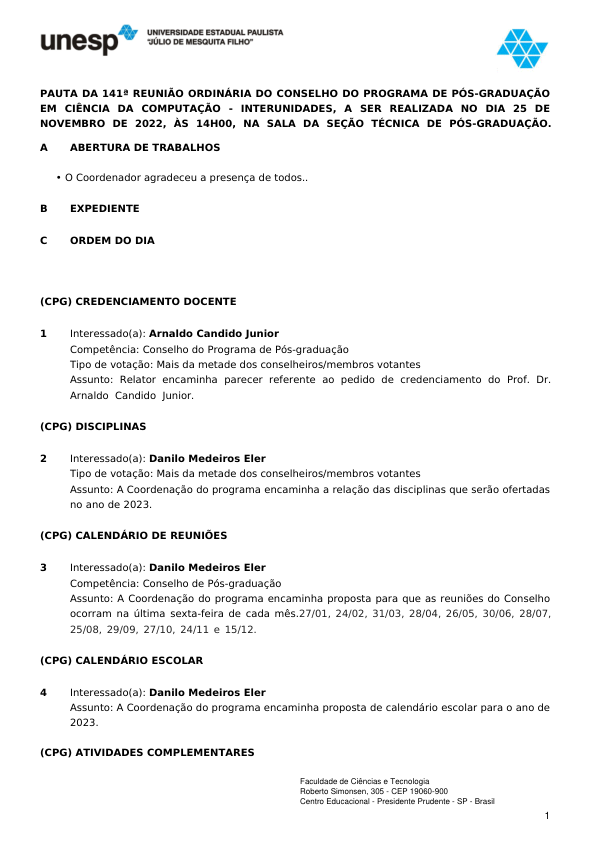 unesp
UNIVERSIDADE ESTADUAL PAULISTA
"JÚLIO DE MESQUITA FILHO"
PAUTA DA 141ª REUNIÃO ORDINÁRIA DO CONSELHO DO PROGRAMA DE PÓS-GRADUAÇÃO
EM CIÊNCIA DA COMPUTAÇÃO - INTERUNIDADES, A SER REALIZADA NO DIA 25 DE
NOVEMBRO DE 2022, ÀS 14H00, NA SALA DA SEÇÃO TÉCNICA DE PÓS-GRADUAÇÃO.
A ABERTURA DE TRABALHOS
• O Coordenador agradeceu a presença de todos..
B EXPEDIENTE
C ORDEM DO DIA
(CPG) CREDENCIAMENTO DOCENTE
1 Interessado(a): Arnaldo Candido Junior
Competência: Conselho do Programa de Pós-graduação
Tipo de votação: Mais da metade dos conselheiros/membros votantes
Assunto: Relator encaminha parecer referente ao pedido de credenciamento do Prof. Dr.
Arnaldo Candido Junior.
(CPG) DISCIPLINAS
2 Interessado(a): Danilo Medeiros Eler
Tipo de votação: Mais da metade dos conselheiros/membros votantes
Assunto: A Coordenação do programa encaminha a relação das disciplinas que serão ofertadas
no ano de 2023.
(CPG) CALENDÁRIO DE REUNIÕES
3 Interessado(a): Danilo Medeiros Eler
Competência: Conselho de Pós-graduação
Assunto: A Coordenação do programa encaminha proposta para que as reuniões do Conselho
ocorram na última sexta-feira de cada mês.27/01, 24/02, 31/03, 28/04, 26/05, 30/06, 28/07,
25/08, 29/09, 27/10, 24/11 e 15/12.
(CPG) CALENDÁRIO ESCOLAR
4 Interessado(a): Danilo Medeiros Eler
Assunto: A Coordenação do programa encaminha proposta de calendário escolar para o ano de
2023.
(CPG) ATIVIDADES COMPLEMENTARES
Faculdade de Ciências e Tecnologia
Roberto Simonsen, 305 - CEP 19060-900
Centro Educacional - Presidente Prudente - SP - Brasil
1